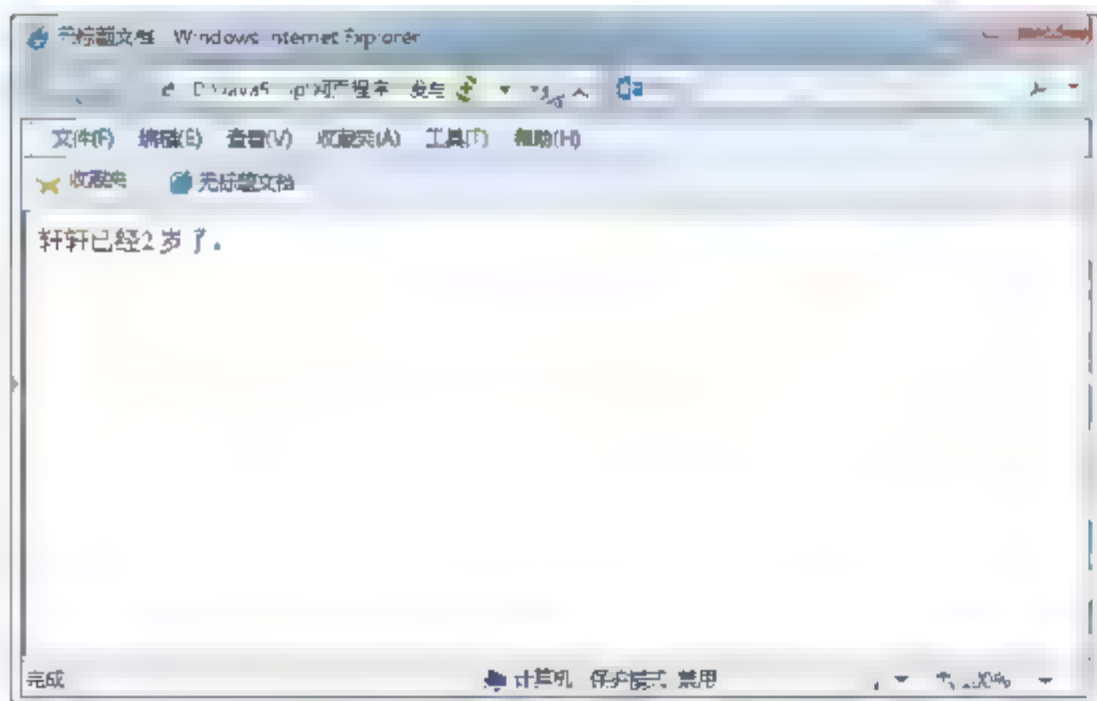 无标题文档 Windows Internet Explorer
文件(F) 编辑(E) 查看(V) 收藏夹(A) 工具(T) 帮助(H)
收藏夹 无标题文档
轩轩已经2岁了.
完成 计算机 保护模式 禁用